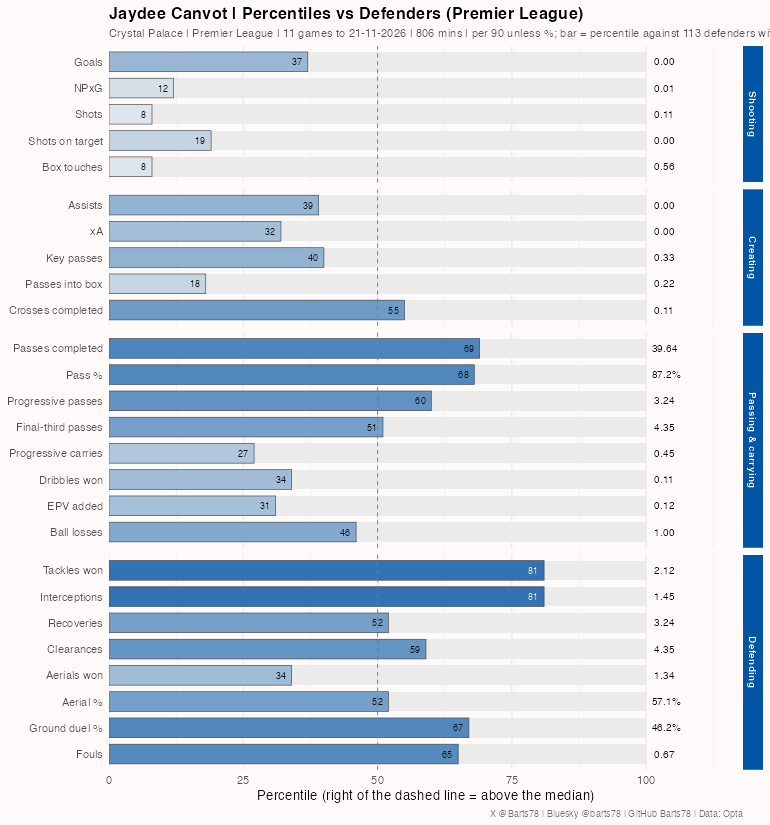 Jaydee Canvot | Percentiles vs Defenders (Premier League)
Crystal Palace | Premier League | 11 games to 21-11-2026 | 806 mins | per 90 unless %; bar = percentile against 113 defenders wi
Goals 37 0.00
NPxG 12 0.01
Shots 8 0.11
Shots on target 19 0.00
Box touches 8 0.56
Shooting
Assists 39 0.00
xA 32 0.00
Key passes 40 0.33
Passes into box 18 0.22
Crosses completed 55 0.11
Creating
Passes completed 69 39.64
Pass % 68 87.2%
Progressive passes 60 3.24
Final-third passes 51 4.35
Progressive carries 27 0.45
Dribbles won 34 0.11
EPV added 31 0.12
Ball losses 46 1.00
Passing & carrying
Tackles won 81 2.12
Interceptions 81 1.45
Recoveries 52 3.24
Clearances 59 4.35
Aerials won 34 1.34
Aerial % 52 57.1%
Ground duel % 67 46.2%
Fouls 65 0.67
Defending
0 25 50 75 100
Percentile (right of the dashed line = above the median)
X @Barts78 | Bluesky @barts78 | GitHub Barts78 | Data: Opta